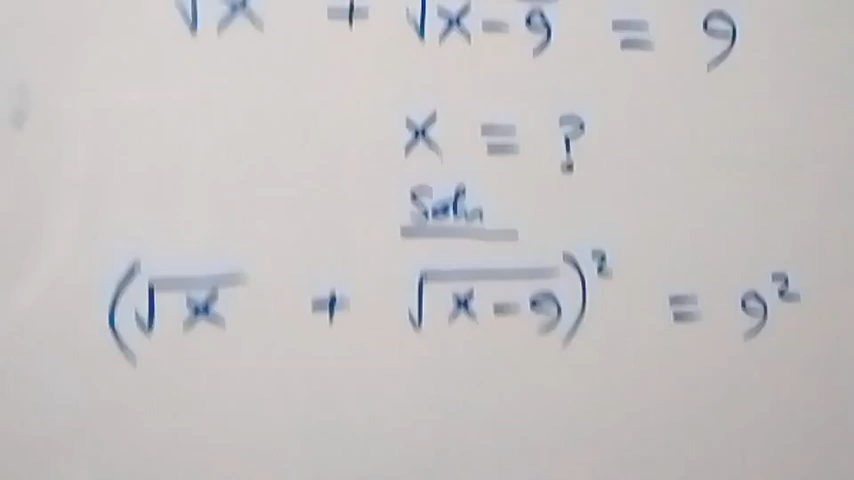 √x + √x-9 = 9
x = ?
Soln
(√x + √x-9)² = 9²